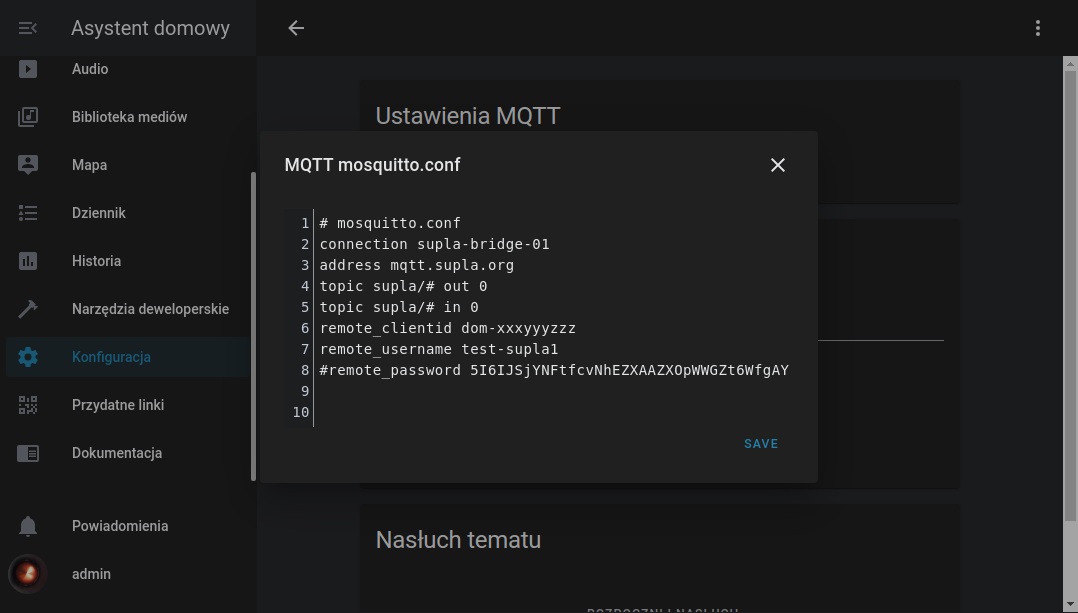 Asystent domowy
Audio
Biblioteka mediów
Mapa
Dziennik
Historia
Narzędzia deweloperskie
Konfiguracja
Przydatne linki
Dokumentacja
Powiadomienia
admin
Ustawienia MQTT
MQTT mosquitto.conf
1 # mosquitto.conf
2 connection supla-bridge-01
3 address mqtt.supla.org
4 topic supla/# out 0
5 topic supla/# in 0
6 remote_clientid dom-xxxyyyzzz
7 remote_username test-supla1
8 #remote_password 5I6IJSjYNFtfcvNhEZXAAZXOpWWGZt6WfgAY
9
10
SAVE
Nasłuch tematu
ROZPOCZNIJ NASŁUCH